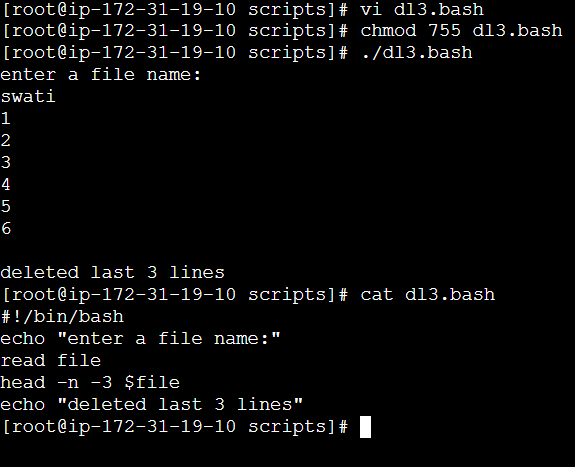 [root@ip-172-31-19-10 scripts]# vi dl3.bash
[root@ip-172-31-19-10 scripts]# chmod 755 dl3.bash
[root@ip-172-31-19-10 scripts]# ./dl3.bash
enter a file name:
swati
1
2
3
4
5
6

deleted last 3 lines
[root@ip-172-31-19-10 scripts]# cat dl3.bash
#!/bin/bash
echo "enter a file name:"
read file
head -n -3 $file
echo "deleted last 3 lines"
[root@ip-172-31-19-10 scripts]#